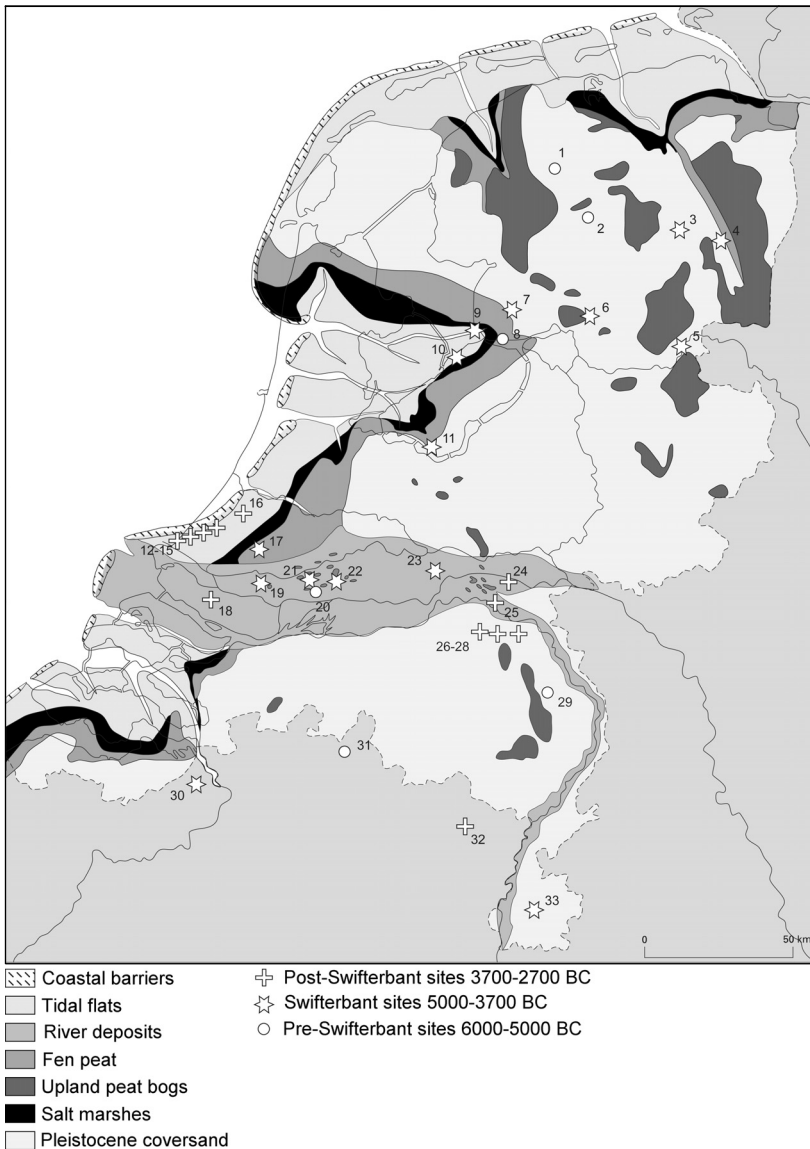 1
2
3
4
7
6
9
8
5
10
11
16
12-15
17
23
24
21
22
19
20
18
25
26-28
29
31
30
32
33
0 50 km
Coastal barriers
Tidal flats
River deposits
Fen peat
Upland peat bogs
Salt marshes
Pleistocene coversand
Post-Swifterbant sites 3700-2700 BC
Swifterbant sites 5000-3700 BC
Pre-Swifterbant sites 6000-5000 BC